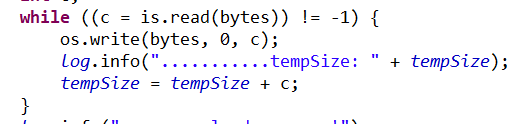 while ((c = is.read(bytes)) != -1) {
os.write(bytes, 0, c);
log.info("...........tempSize: " + tempSize);
tempSize = tempSize + c;
}